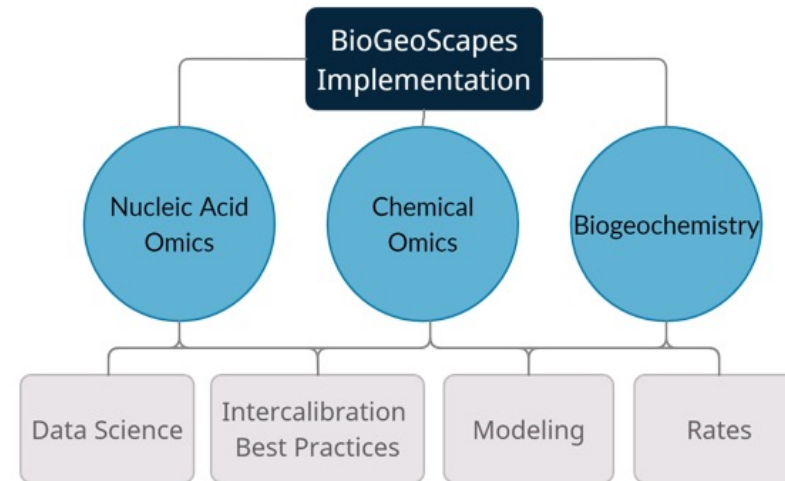 BioGeoScapes
Implementation
Nucleic Acid
Omics
Chemical
Omics
Biogeochemistry
Data Science
Intercalibration
Best Practices
Modeling
Rates